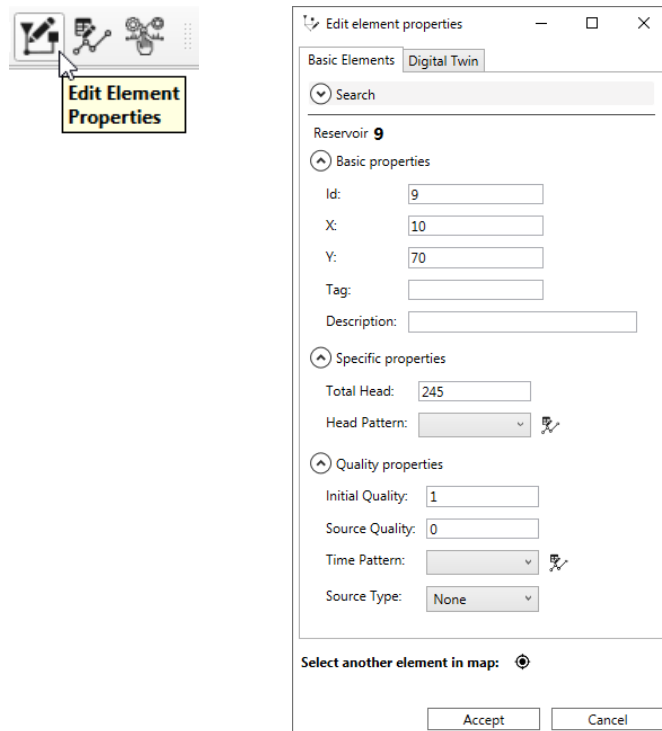 Edit Element
Properties
Edit element properties
Basic Elements Digital Twin
Search
Reservoir 9
Basic properties
Id: 9
X: 10
Y: 70
Tag:
Description:
Specific properties
Total Head: 245
Head Pattern:
Quality properties
Initial Quality: 1
Source Quality: 0
Time Pattern:
Source Type: None
Select another element in map:
Accept Cancel